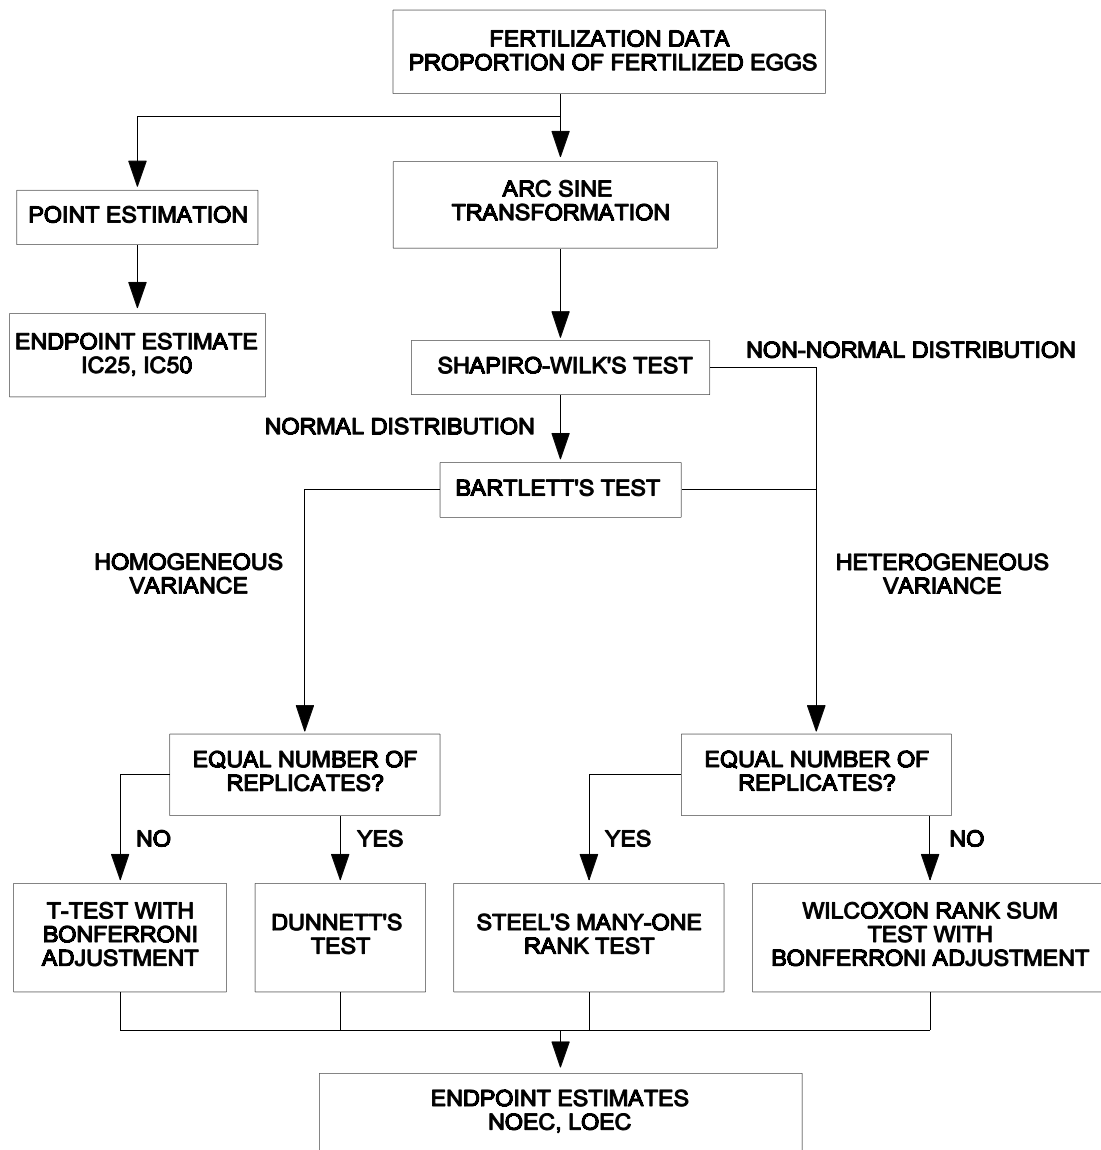 FERTILIZATION DATA
PROPORTION OF FERTILIZED EGGS
ARC SINE
TRANSFORMATION
POINT ESTIMATION
ENDPOINT ESTIMATE
IC25, IC50
SHAPIRO-WILK'S TEST
NON-NORMAL DISTRIBUTION
NORMAL DISTRIBUTION
BARTLETT'S TEST
HOMOGENEOUS
VARIANCE
HETEROGENEOUS
VARIANCE
EQUAL NUMBER OF
REPLICATES?
EQUAL NUMBER OF
REPLICATES?
NO
YES
YES
NO
T-TEST WITH
BONFERRONI
ADJUSTMENT
DUNNETT'S
TEST
STEEL'S MANY-ONE
RANK TEST
WILCOXON RANK SUM
TEST WITH
BONFERRONI ADJUSTMENT
ENDPOINT ESTIMATES
NOEC, LOEC